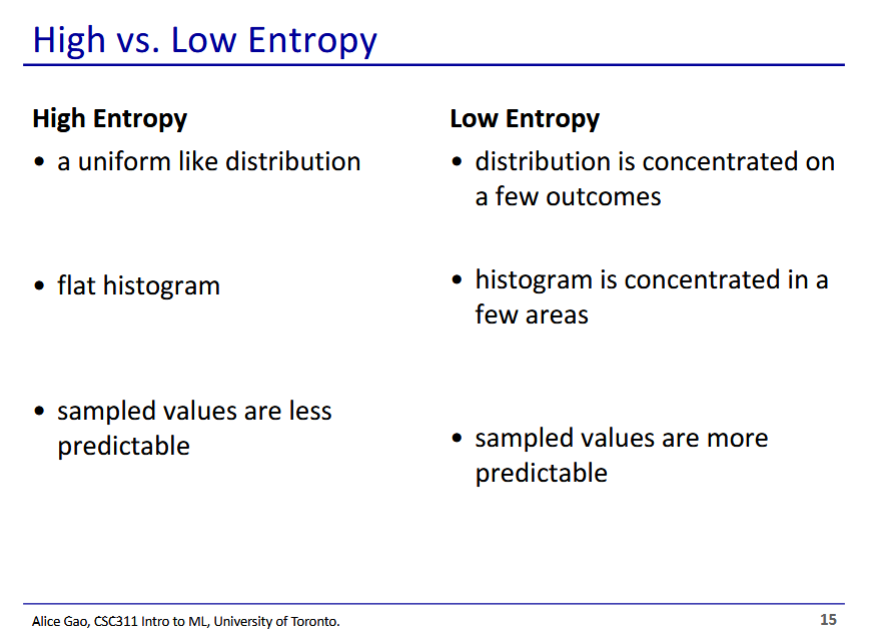 High vs. Low Entropy
High Entropy
• a uniform like distribution
• flat histogram
• sampled values are less
predictable
Low Entropy
• distribution is concentrated on
a few outcomes
• histogram is concentrated in a
few areas
• sampled values are more
predictable
Alice Gao, CSC311 Intro to ML, University of Toronto.
15